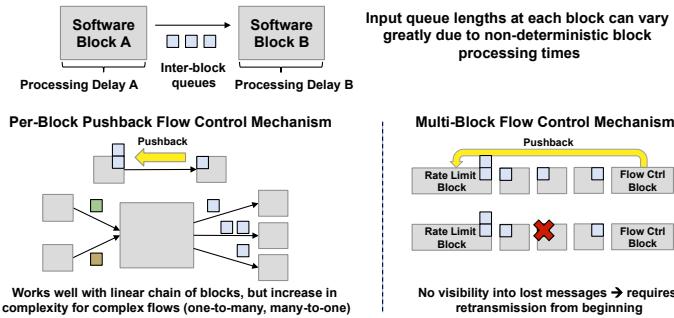 Software
Block A
Software
Block B
Inter-block
queues
Processing Delay A
Processing Delay B
Input queue lengths at each block can vary
greatly due to non-deterministic block
processing times
Per-Block Pushback Flow Control Mechanism
Pushback
Works well with linear chain of blocks, but increase in
complexity for complex flows (one-to-many, many-to-one)
Multi-Block Flow Control Mechanism
Pushback
Rate Limit
Block
Flow Ctrl
Block
Rate Limit
Block
Flow Ctrl
Block
No visibility into lost messages → requires
retransmission from beginning